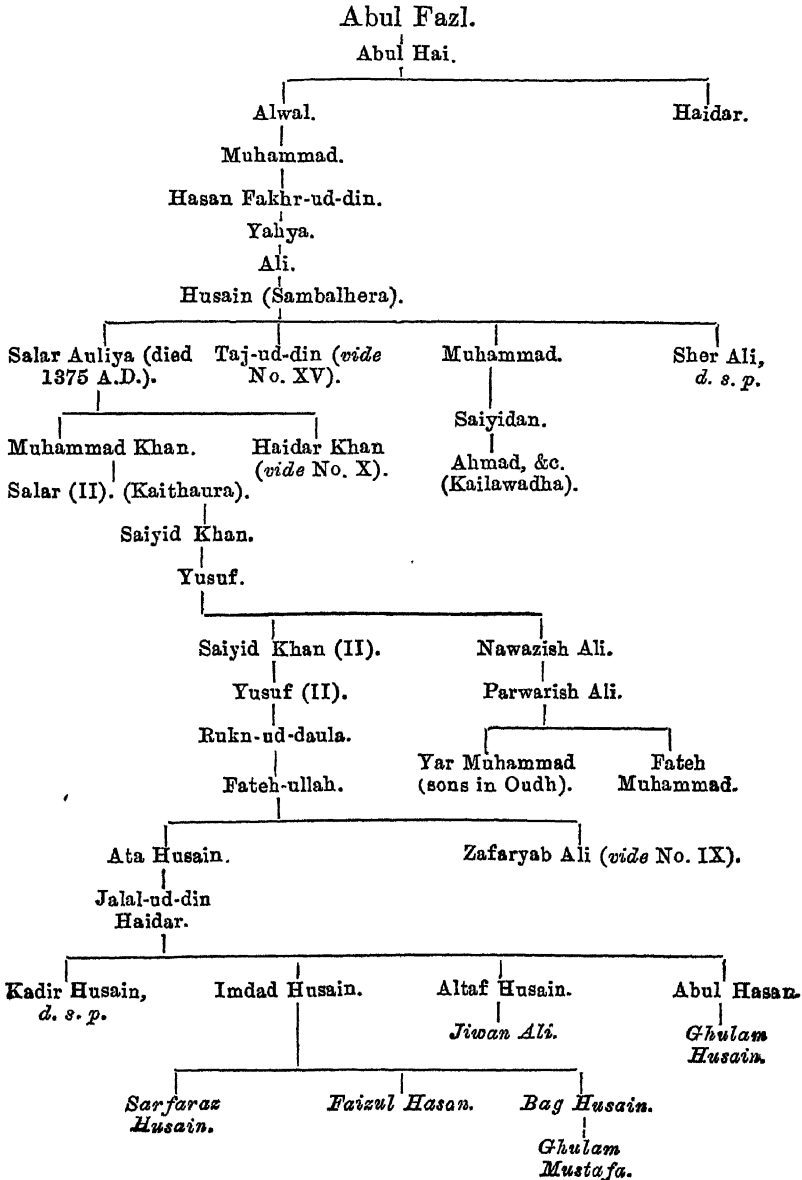 Abul Fazl.
Abul Hai.
Alwal. Haidar.
Muhammad.
Hasan Fakhr-ud-din.
Yahya.
Ali.
Husain (Sambalhera).
Salar Auliya (died 1375 A.D.).
Taj-ud-din (vide No. XV).
Muhammad.
Sher Ali, d. s. p.
Saiyidan.
Muhammad Khan.
Haidar Khan (vide No. X).
Ahmad, &c. (Kailawadha).
Salar (II). (Kaithaura).
Saiyid Khan.
Yusuf.
Saiyid Khan (II). Nawazish Ali.
Yusuf (II). Parwarish Ali.
Rukn-ud-daula.
Yar Muhammad (sons in Oudh).
Fateh Muhammad.
Fateh-ullah.
Ata Husain. Zafaryab Ali (vide No. IX).
Jalal-ud-din
Haidar.
Kadir Husain, d. s. p.
Imdad Husain.
Altaf Husain.
Abul Hasan.
Jiwan Ali.
Ghulam Husain.
Sarfaraz Husain.
Faizul Hasan.
Bag Husain.
Ghulam
Mustafa.